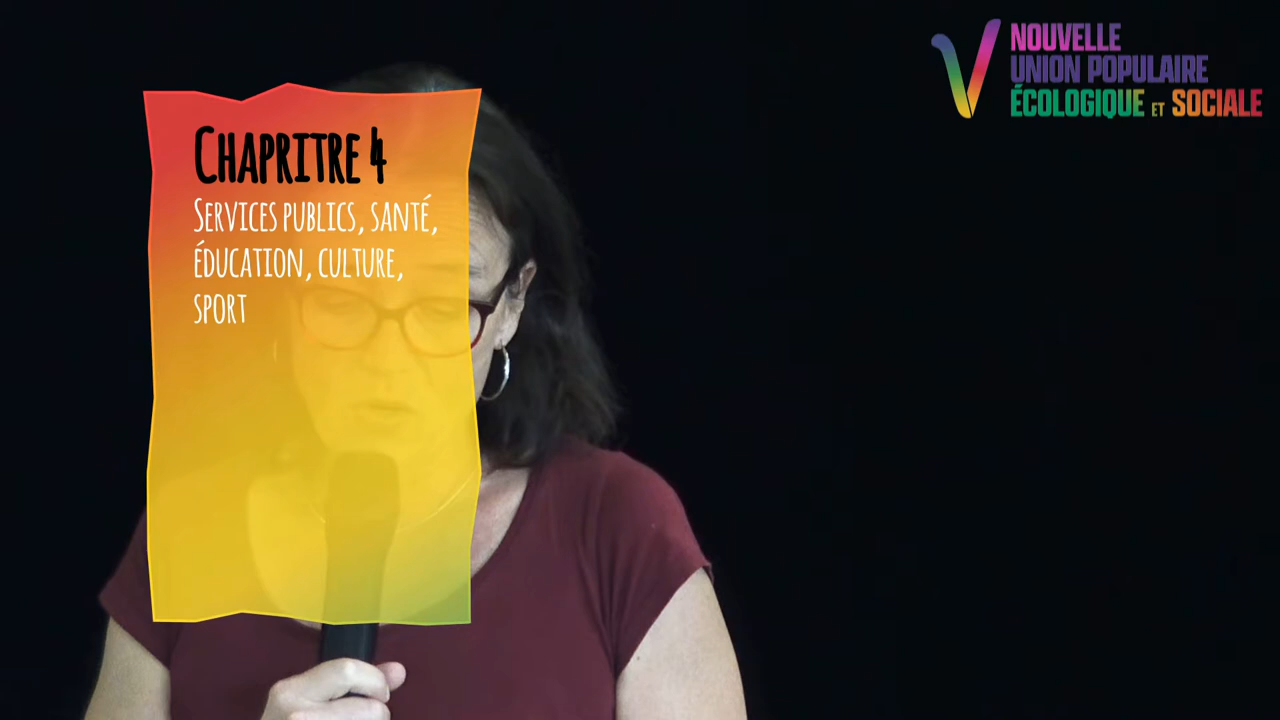 Chapritre 4
Services publics, santé,
éducation, culture,
sport
NOUVELLE
UNION POPULAIRE
ÉCOLOGIQUE ET SOCIALE